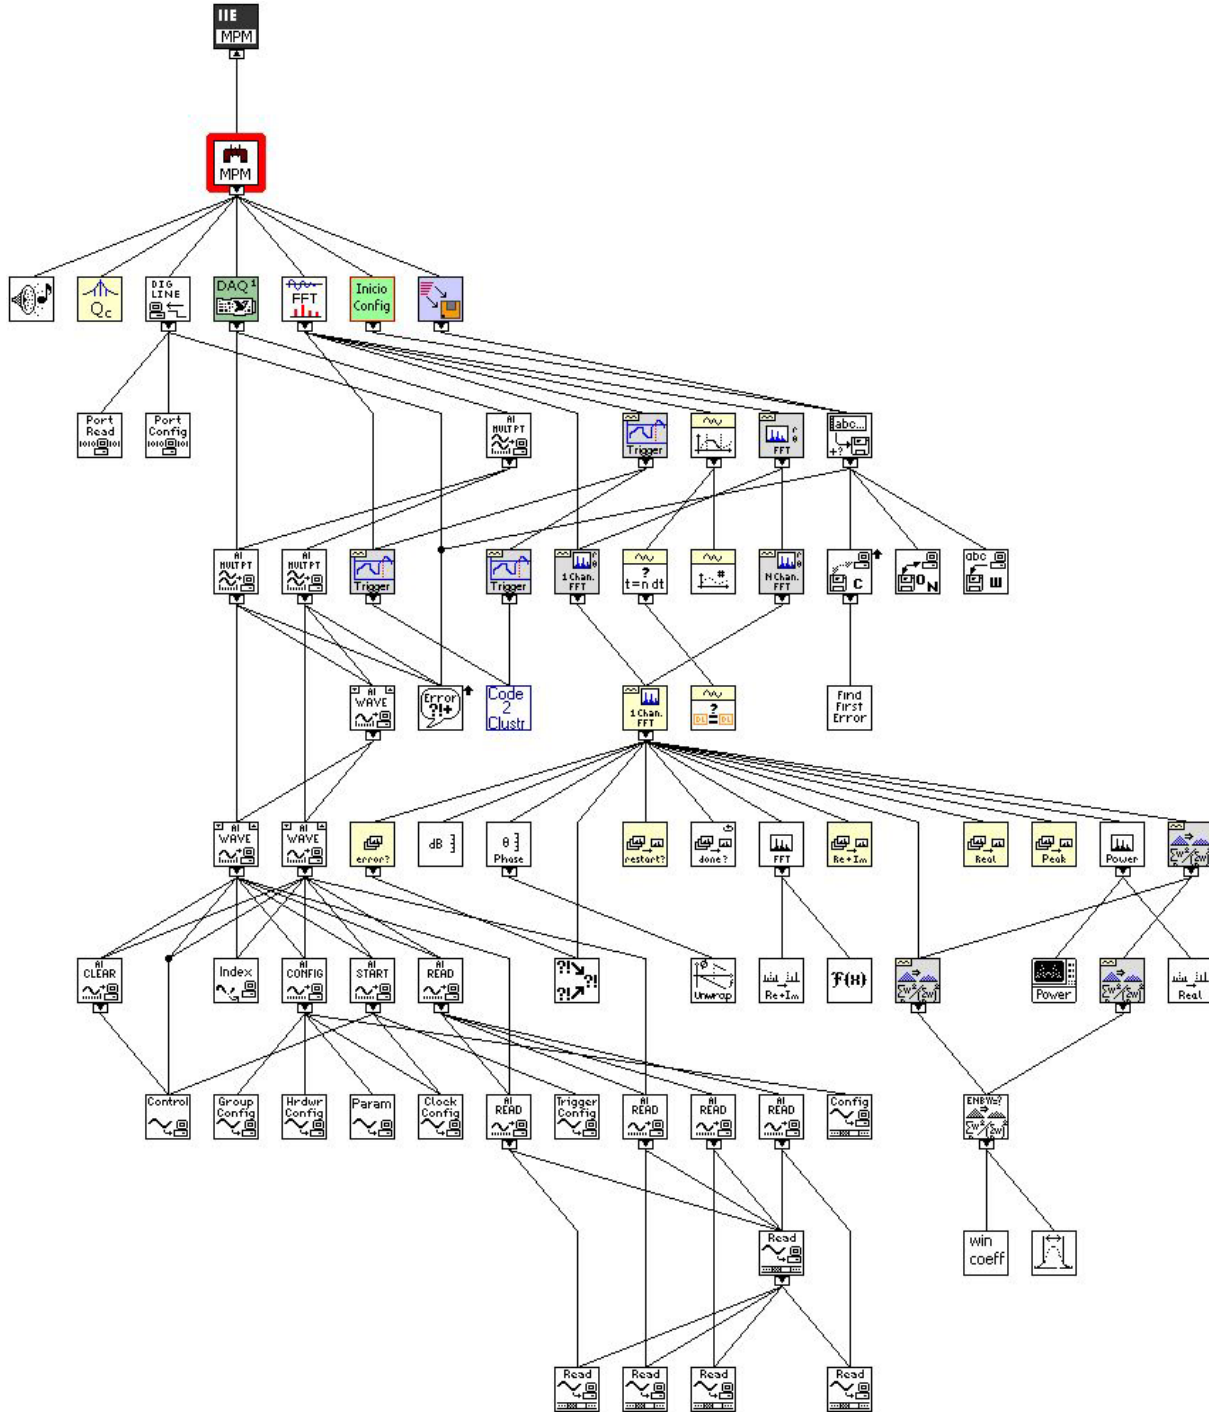 IIE
MPM
MPM
Qc
DIG
LINE
DAQ 1
FFT
Inicio
Config
Port
Read
Port
Config
AI
MULT PT
Trigger
FFT
abc...
+?
AI
MULT PT
AI
MULT PT
Trigger
Trigger
1 Chan.
FFT
?
t=n dt
#
N Chan.
FFT
C
O
N
abc
W
AI
WAVE
Error
?!+
Code
2
Clustr
1 Chan.
FFT
?
=
Find
First
Error
AI
WAVE
AI
WAVE
error?
dB
θ
Phase
restart?
done?
FFT
Re+Im
Real
Peak
Power
AI
CLEAR
Index
AI
CONFIG
AI
START
AI
READ
?!
?!
?!
Unwrap
Re+Im
F{x}
Power
Real
Control
Group
Config
Hrdwr
Config
Param
Clock
Config
AI
READ
Trigger
Config
AI
READ
AI
READ
AI
READ
Config
ENBW=?
Read
win
coeff
Read
Read
Read
Read